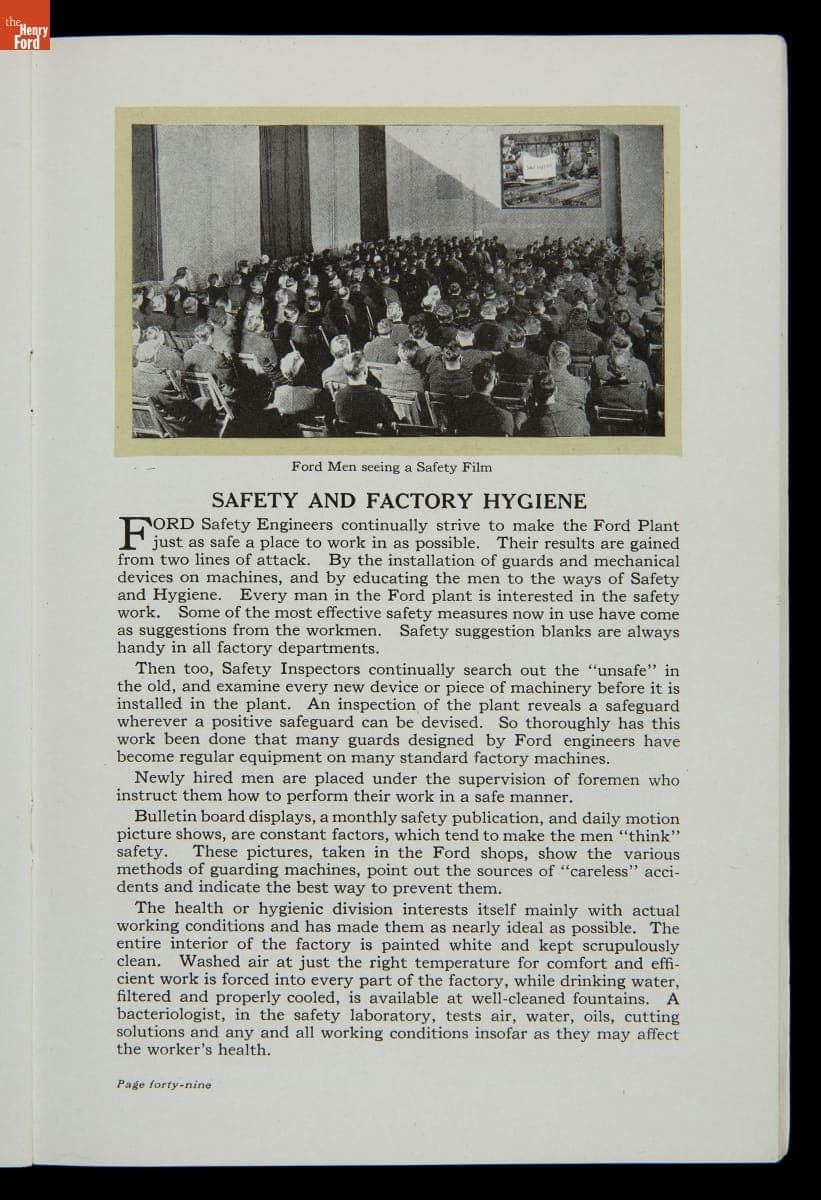 the
Henry
Ford
Ford Men seeing a Safety Film
SAFETY AND FACTORY HYGIENE
FORD Safety Engineers continually strive to make the Ford Plant
just as safe a place to work in as possible. Their results are gained
from two lines of attack. By the installation of guards and mechanical
devices on machines, and by educating the men to the ways of Safety
and Hygiene. Every man in the Ford plant is interested in the safety
work. Some of the most effective safety measures now in use have come
as suggestions from the workmen. Safety suggestion blanks are always
handy in all factory departments.
Then too, Safety Inspectors continually search out the "unsafe" in
the old, and examine every new device or piece of machinery before it is
installed in the plant. An inspection of the plant reveals a safeguard
wherever a positive safeguard can be devised. So thoroughly has this
work been done that many guards designed by Ford engineers have
become regular equipment on many standard factory machines.
Newly hired men are placed under the supervision of foremen who
instruct them how to perform their work in a safe manner.
Bulletin board displays, a monthly safety publication, and daily motion
picture shows, are constant factors, which tend to make the men "think"
safety. These pictures, taken in the Ford shops, show the various
methods of guarding machines, point out the sources of "careless" acci-
dents and indicate the best way to prevent them.
The health or hygienic division interests itself mainly with actual
working conditions and has made them as nearly ideal as possible. The
entire interior of the factory is painted white and kept scrupulously
clean. Washed air at just the right temperature for comfort and effi-
cient work is forced into every part of the factory, while drinking water,
filtered and properly cooled, is available at well-cleaned fountains. A
bacteriologist, in the safety laboratory, tests air, water, oils, cutting
solutions and any and all working conditions insofar as they may affect
the worker's health.
Page forty-nine